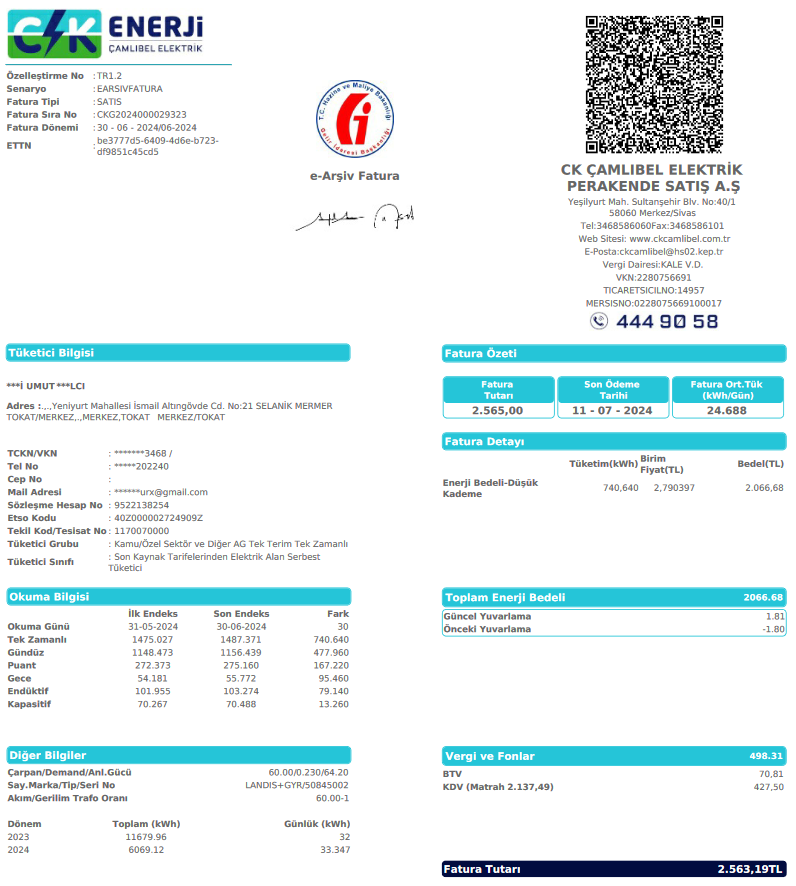 CK ENERJİ
ÇAMLIBEL ELEKTRİK
Özelleştirme No : TR1.2
Senaryo : EARSIVFATURA
Fatura Tipi : SATIS
Fatura Sıra No : CKG2024000029323
Fatura Dönemi : 30 - 06 - 2024/06-2024
ETTN : be3777d5-6409-4d6e-b723-
df9851c45cd5
T.C. Hazine ve Maliye Bakanlığı
Gelir İdaresi Başkanlığı
e-Arşiv Fatura
CK ÇAMLIBEL ELEKTRİK
PERAKENDE SATIŞ A.Ş
Yeşilyurt Mah. Sultanşehir Blv. No:40/1
58060 Merkez/Sivas
Tel:3468586060Fax:3468586101
Web Sitesi: www.ckcamlibel.com.tr
E-Posta:ckcamlibel@hs02.kep.tr
Vergi Dairesi:KALE V.D.
VKN:2280756691
TICARETSICILNO:14957
MERSISNO:0228075669100017
444 90 58
Tüketici Bilgisi
***İ UMUT ***LCI
Adres :.,.,Yeniyurt Mahallesi İsmail Altıngövde Cd. No:21 SELANİK MERMER
TOKAT/MERKEZ,.,MERKEZ,TOKAT MERKEZ/TOKAT
TCKN/VKN : *******3468 /
Tel No : *****202240
Cep No :
Mail Adresi : ******urx@gmail.com
Sözleşme Hesap No : 9522138254
Etso Kodu : 40Z000002724909Z
Tekil Kod/Tesisat No : 1170070000
Tüketici Grubu : Kamu/Özel Sektör ve Diğer AG Tek Terim Tek Zamanlı
Tüketici Sınıfı : Son Kaynak Tarifelerinden Elektrik Alan Serbest
Tüketici
Fatura Özeti
Fatura Tutarı Son Ödeme Tarihi Fatura Ort.Tük (kWh/Gün)
2.565,00 11 - 07 - 2024 24.688
Fatura Detayı
Tüketim(kWh) Birim Fiyat(TL) Bedel(TL)
Enerji Bedeli-Düşük Kademe 740,640 2,790397 2.066,68
Okuma Bilgisi
İlk Endeks Son Endeks Fark
Okuma Günü 31-05-2024 30-06-2024 30
Tek Zamanlı 1475.027 1487.371 740.640
Gündüz 1148.473 1156.439 477.960
Puant 272.373 275.160 167.220
Gece 54.181 55.772 95.460
Endüktif 101.955 103.274 79.140
Kapasitif 70.267 70.488 13.260
Toplam Enerji Bedeli 2066.68
Güncel Yuvarlama 1.81
Önceki Yuvarlama -1.80
Diğer Bilgiler
Çarpan/Demand/Anl.Gücü 60.00/0.230/64.20
Say.Marka/Tip/Seri No LANDIS+GYR/50845002
Akım/Gerilim Trafo Oranı 60.00-1
Dönem Toplam (kWh) Günlük (kWh)
2023 11679.96 32
2024 6069.12 33.347
Vergi ve Fonlar 498.31
BTV 70,81
KDV (Matrah 2.137,49) 427,50
Fatura Tutarı 2.563,19TL